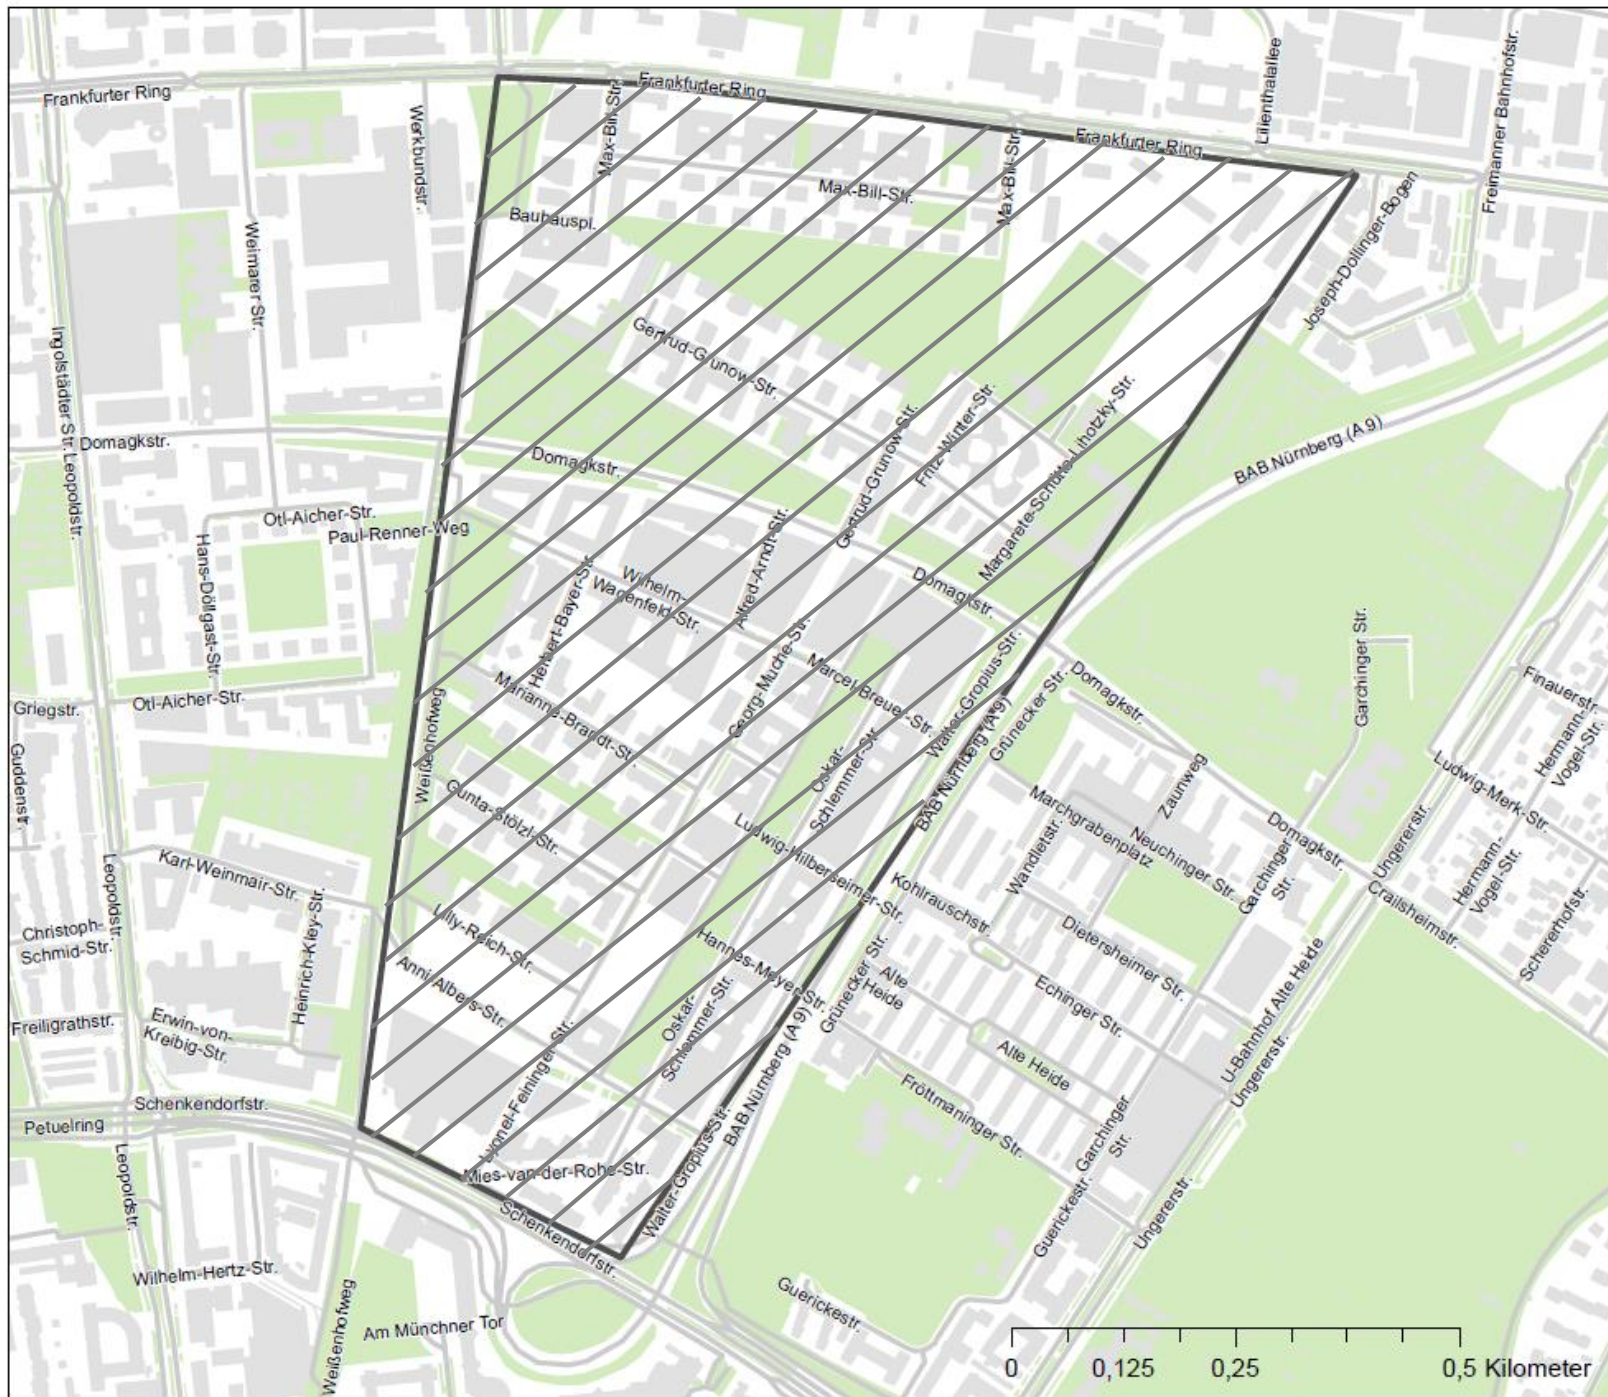 Frankfurter Ring
Frankfurter Ring
Frankfurter Ring
Lilienthalallee
Freimanner Bahnhofstr.
Werkbundstr.
Max-Bill-Str.
Max-Bill-Str.
Max-Bill-Str.
Bauhauspl.
Weimarer Str.
Joseph-Dollinger-Bogen
Ingolstädter Str.
Leopoldstr.
Gertrud-Grunow-Str.
Gertrud-Grunow-Str.
Fritz-Winter-Str.
Margarete-Schütte-Lihotzky-Str.
BAB Nürnberg (A 9)
Domagkstr.
Domagkstr.
Otl-Aicher-Str.
Paul-Renner-Weg
Hans-Döllgast-Str.
Herbert-Bayer-Str.
Wilhelm-
Wagenfeld-Str.
Alfred-Arndt-Str.
Domagkstr.
Georg-Muche-Str.
Marcel-Breuer-Str.
Walter-Gropius-Str.
Garchinger Str.
Griegstr.
Otl-Aicher-Str.
Weißenhofweg
Marianne-Brandt-Str.
Oskar-
Schlemmer-Str.
BAB Nürnberg (A 9)
Grünecker Str.
Domagkstr.
Finauerstr.
Hermann-
Vogel-Str.
Guddenstr.
Gunta-Stölzl-Str.
Ludwig-Hilberseimer-Str.
Marchgrabenplatz
Zaunweg
Neuchinger Str.
Wandletstr.
Domagkstr.
Garchinger
Str.
Ungererstr.
Ludwig-Merk-Str.
Hermann-
Vogel-Str.
Crailsheimstr.
Schererhofstr.
Karl-Weinmair-Str.
Leopoldstr.
Christoph-
Schmid-Str.
Heinrich-Kley-Str.
Lilly-Reich-Str.
Anni-Albers-Str.
Kohlrauschstr.
Dietersheimer Str.
Hannes-Meyer-Str.
Alte
Heide
Grünecker Str.
Echinger Str.
U-Bahnhof Alte Heide
Ungererstr.
Freiligrathstr.
Erwin-von-
Kreibig-Str.
Oskar-
Schlemmer-Str.
Lyonel-Feininger-Str.
BAB Nürnberg (A 9)
Alte Heide
Fröttmaninger Str.
Garchinger
Str.
Schenkendorfstr.
Petuelring
Leopoldstr.
Mies-van-der-Rohe-Str.
Walter-Gropius-Str.
Schenkendorfstr.
Guerickestr.
Ungererstr.
Wilhelm-Hertz-Str.
Weißenhofweg
Am Münchner Tor
Guerickestr.
0 0,125 0,25 0,5 Kilometer